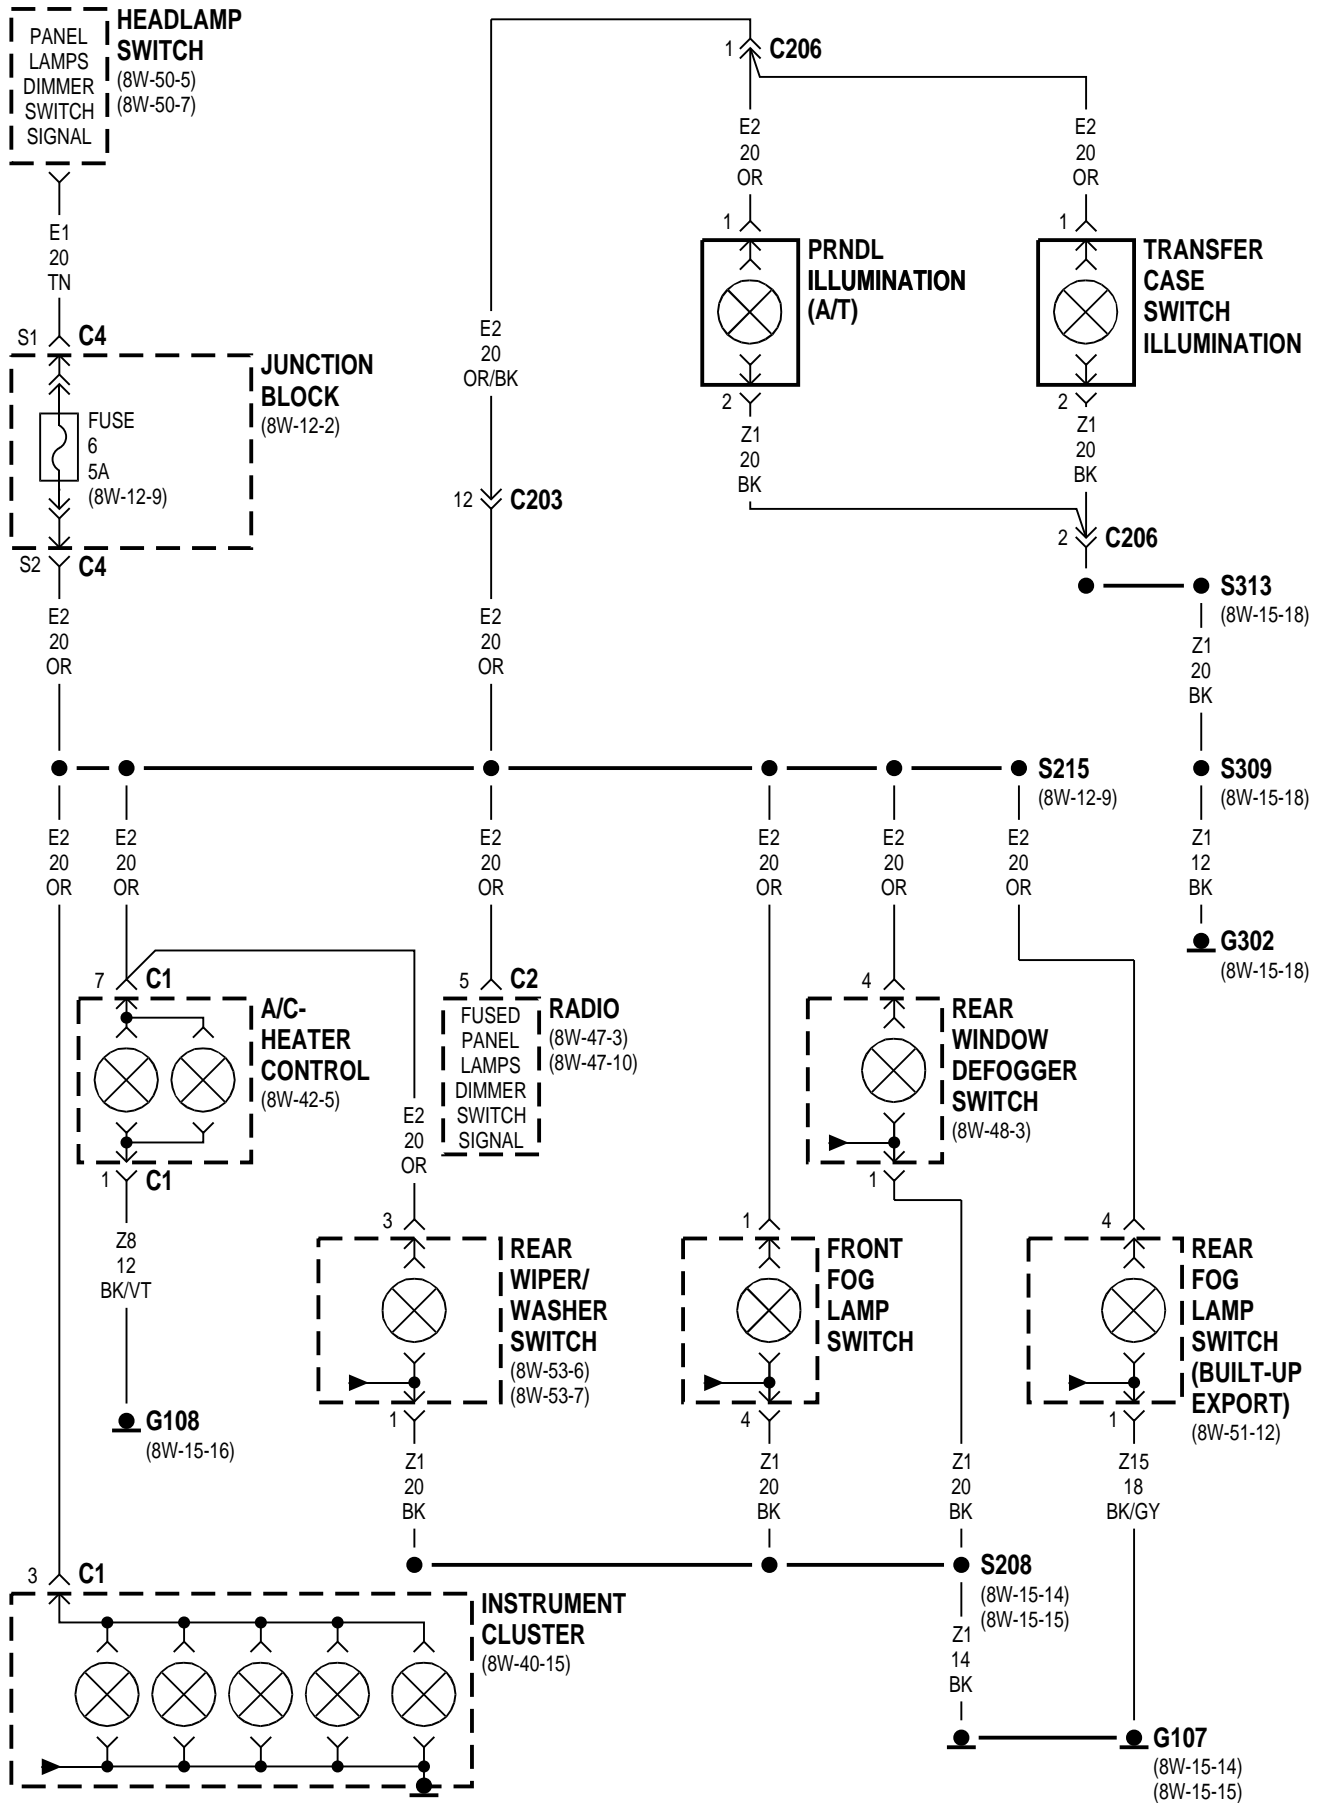 PANEL
LAMPS
DIMMER
SWITCH
SIGNAL
HEADLAMP
SWITCH
(8W-50-5)
(8W-50-7)
E1
20
TN
S1
C4
JUNCTION
BLOCK
(8W-12-2)
FUSE
6
5A
(8W-12-9)
S2
C4
E2
20
OR
E2
20
OR/BK
12
C203
E2
20
OR
1
C206
E2
20
OR
E2
20
OR
1
PRNDL
ILLUMINATION
(A/T)
2
Z1
20
BK
1
TRANSFER
CASE
SWITCH
ILLUMINATION
2
Z1
20
BK
2
C206
S313
(8W-15-18)
Z1
20
BK
S215
(8W-12-9)
S309
(8W-15-18)
Z1
12
BK
G302
(8W-15-18)
E2
20
OR
E2
20
OR
E2
20
OR
E2
20
OR
E2
20
OR
E2
20
OR
7
C1
A/C-
HEATER
CONTROL
(8W-42-5)
1
C1
Z8
12
BK/VT
G108
(8W-15-16)
E2
20
OR
5
C2
FUSED
PANEL
LAMPS
DIMMER
SWITCH
SIGNAL
RADIO
(8W-47-3)
(8W-47-10)
4
REAR
WINDOW
DEFOGGER
SWITCH
(8W-48-3)
1
3
REAR
WIPER/
WASHER
SWITCH
(8W-53-6)
(8W-53-7)
1
Z1
20
BK
1
FRONT
FOG
LAMP
SWITCH
4
Z1
20
BK
Z1
20
BK
4
REAR
FOG
LAMP
SWITCH
(BUILT-UP
EXPORT)
(8W-51-12)
1
Z15
18
BK/GY
S208
(8W-15-14)
(8W-15-15)
Z1
14
BK
G107
(8W-15-14)
(8W-15-15)
3
C1
INSTRUMENT
CLUSTER
(8W-40-15)